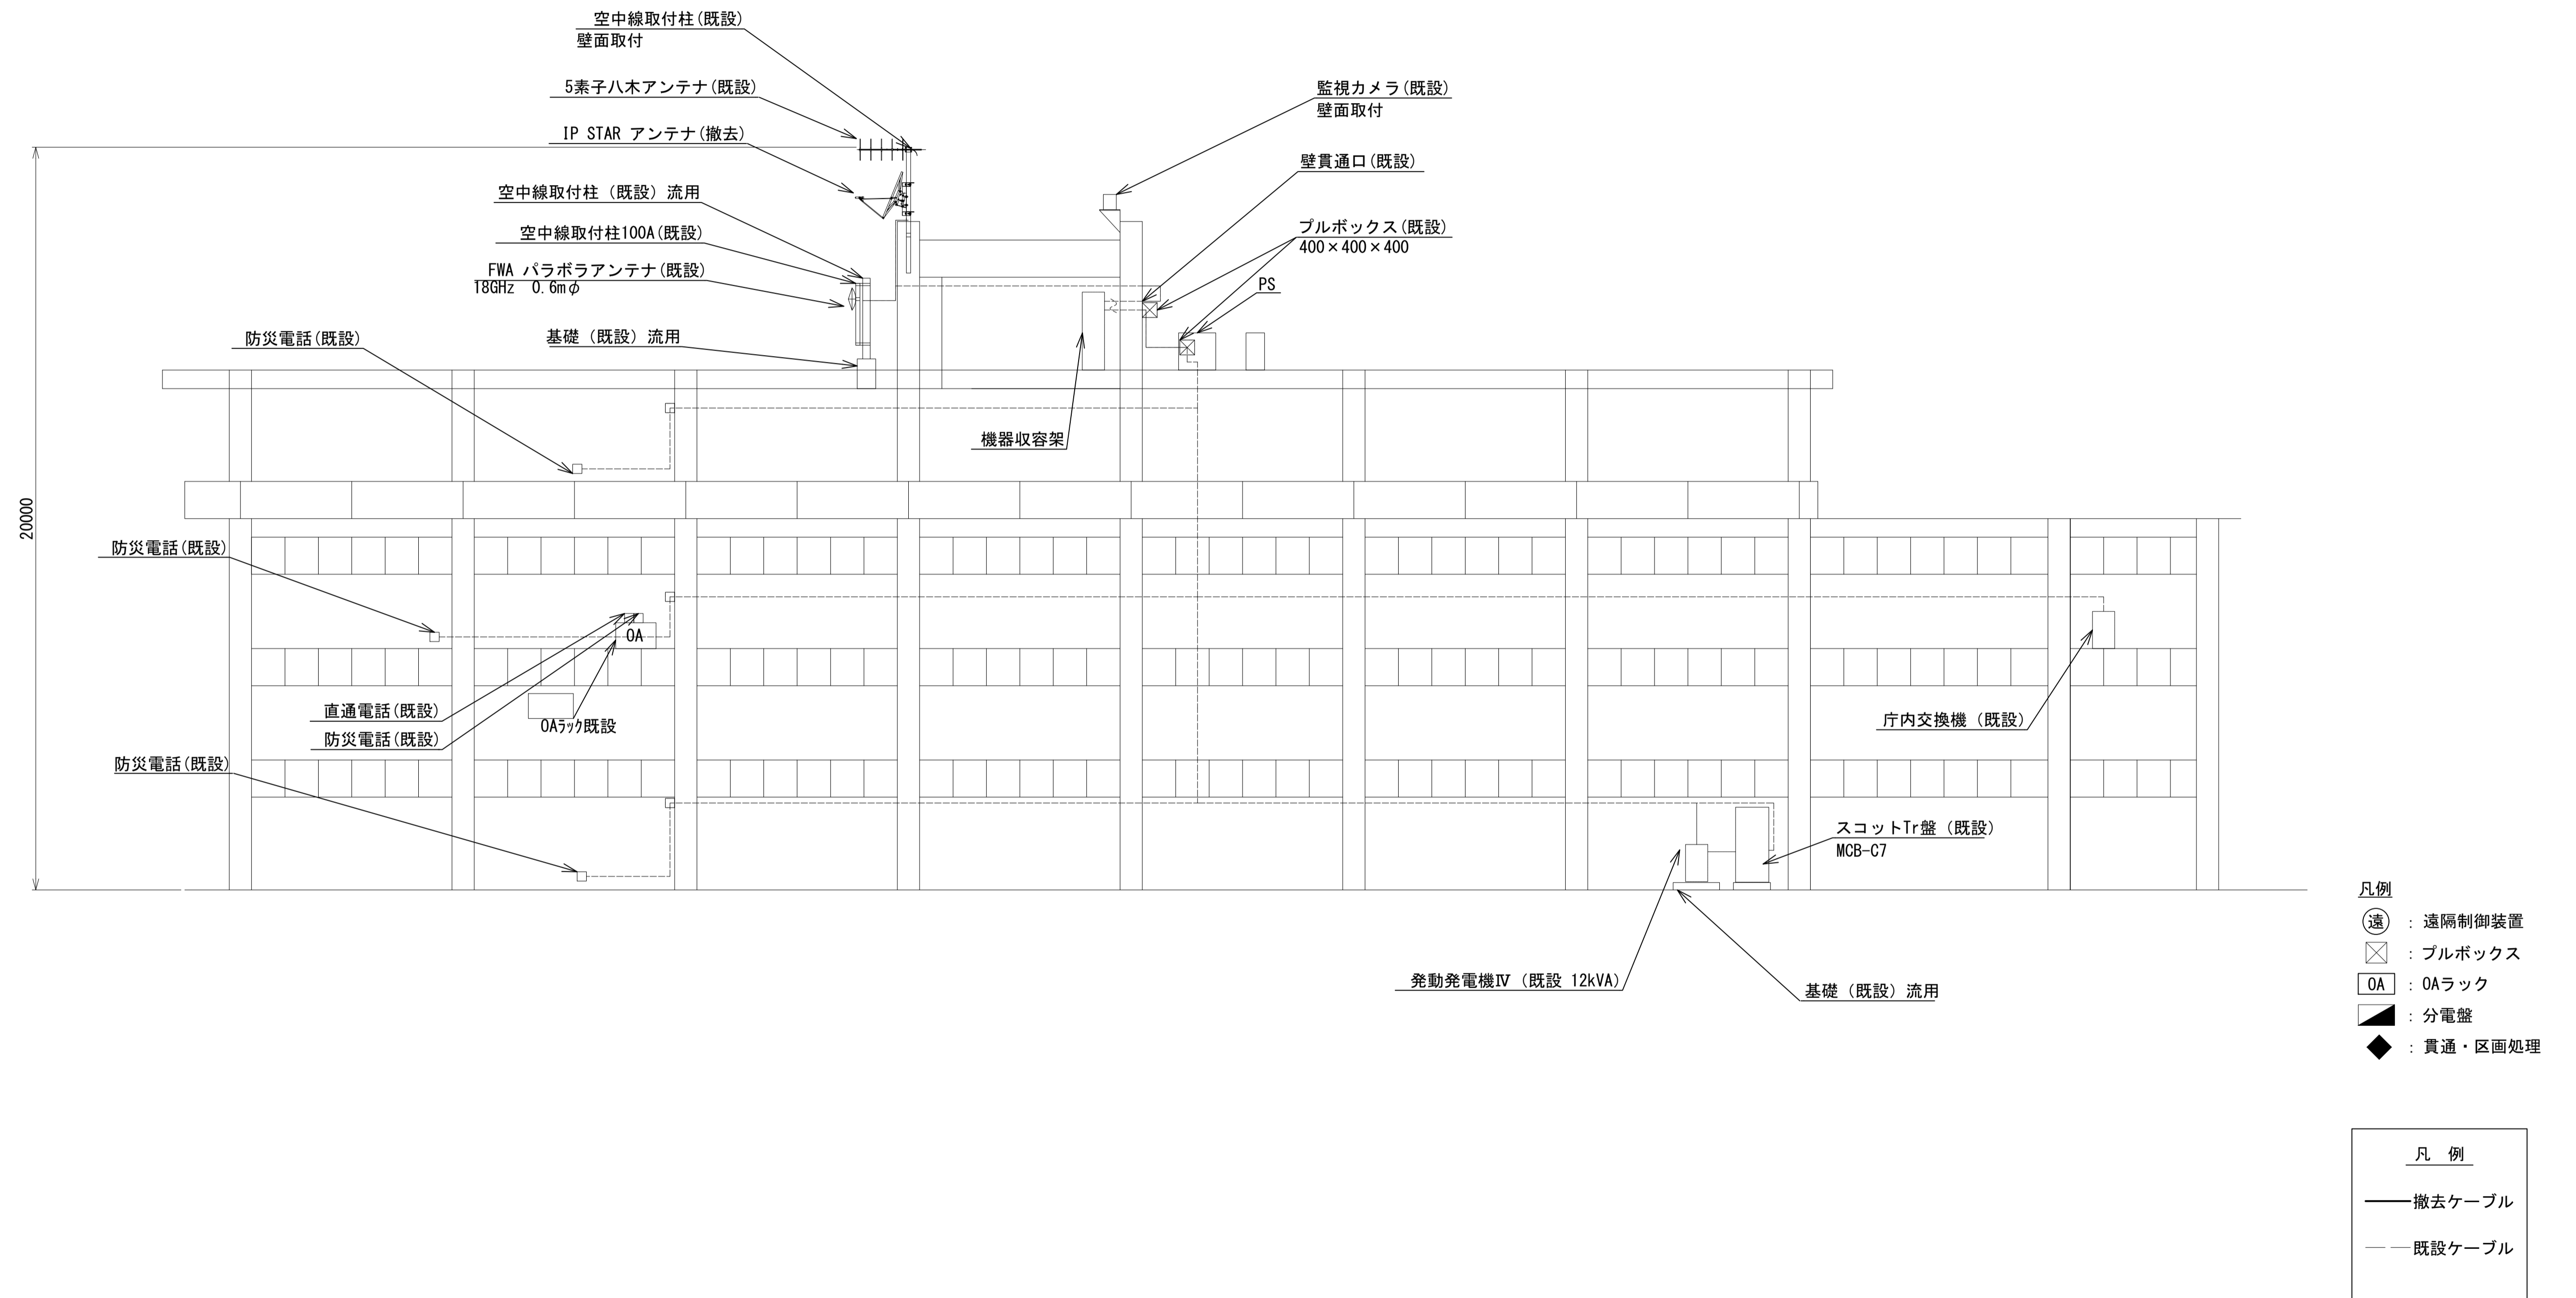 空中線取付柱(既設)
壁面取付
5素子八木アンテナ(既設)
IP STAR アンテナ(撤去)
空中線取付柱（既設）流用
空中線取付柱100A(既設)
FWA パラボラアンテナ(既設)
18GHz　0.6mφ
基礎（既設）流用
防災電話(既設)
監視カメラ(既設)
壁面取付
壁貫通口(既設)
プルボックス(既設)
400×400×400
PS
機器収容架
20000
防災電話(既設)
OA
直通電話(既設)
OAﾗｯｸ既設
防災電話(既設)
防災電話(既設)
庁内交換機（既設）
スコットTr盤（既設）
MCB-C7
発動発電機Ⅳ（既設 12kVA）
基礎（既設）流用
凡例
遠 : 遠隔制御装置
: プルボックス
OA : OAラック
: 分電盤
: 貫通・区画処理
凡　例
撤去ケーブル
既設ケーブル